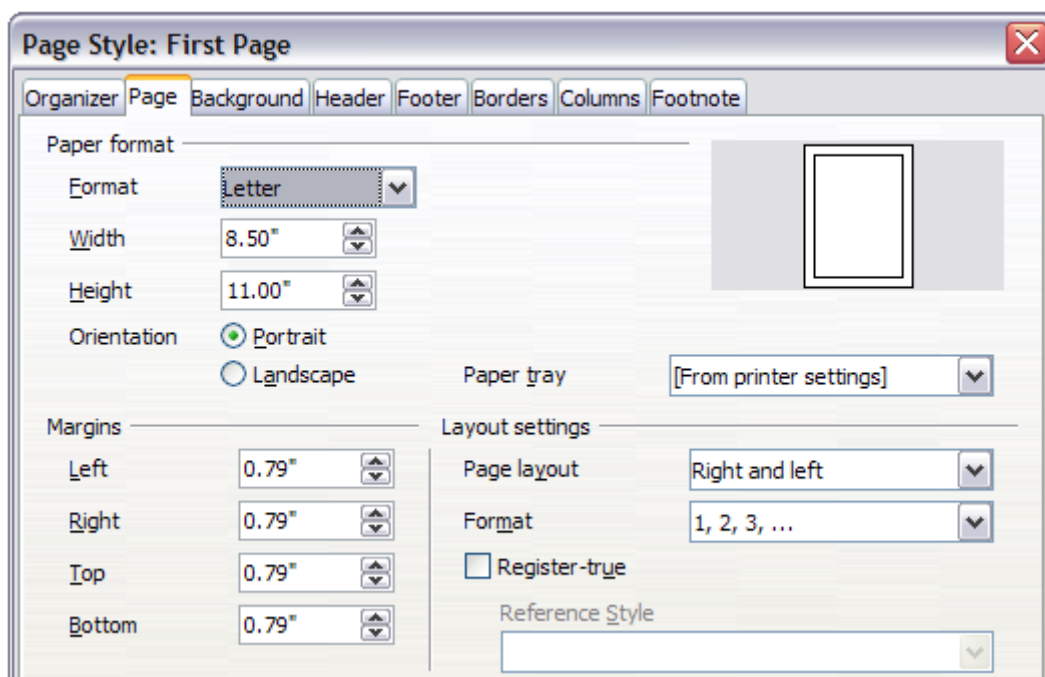 Page Style: First Page
Organizer Page Background Header Footer Borders Columns Footnote
Paper format
Format Letter
Width 8.50"
Height 11.00"
Orientation Portrait
Landscape Paper tray [From printer settings]
Margins Layout settings
Left 0.79" Page layout Right and left
Right 0.79" Format 1, 2, 3, ...
Top 0.79" Register-true
Bottom 0.79" Reference Style